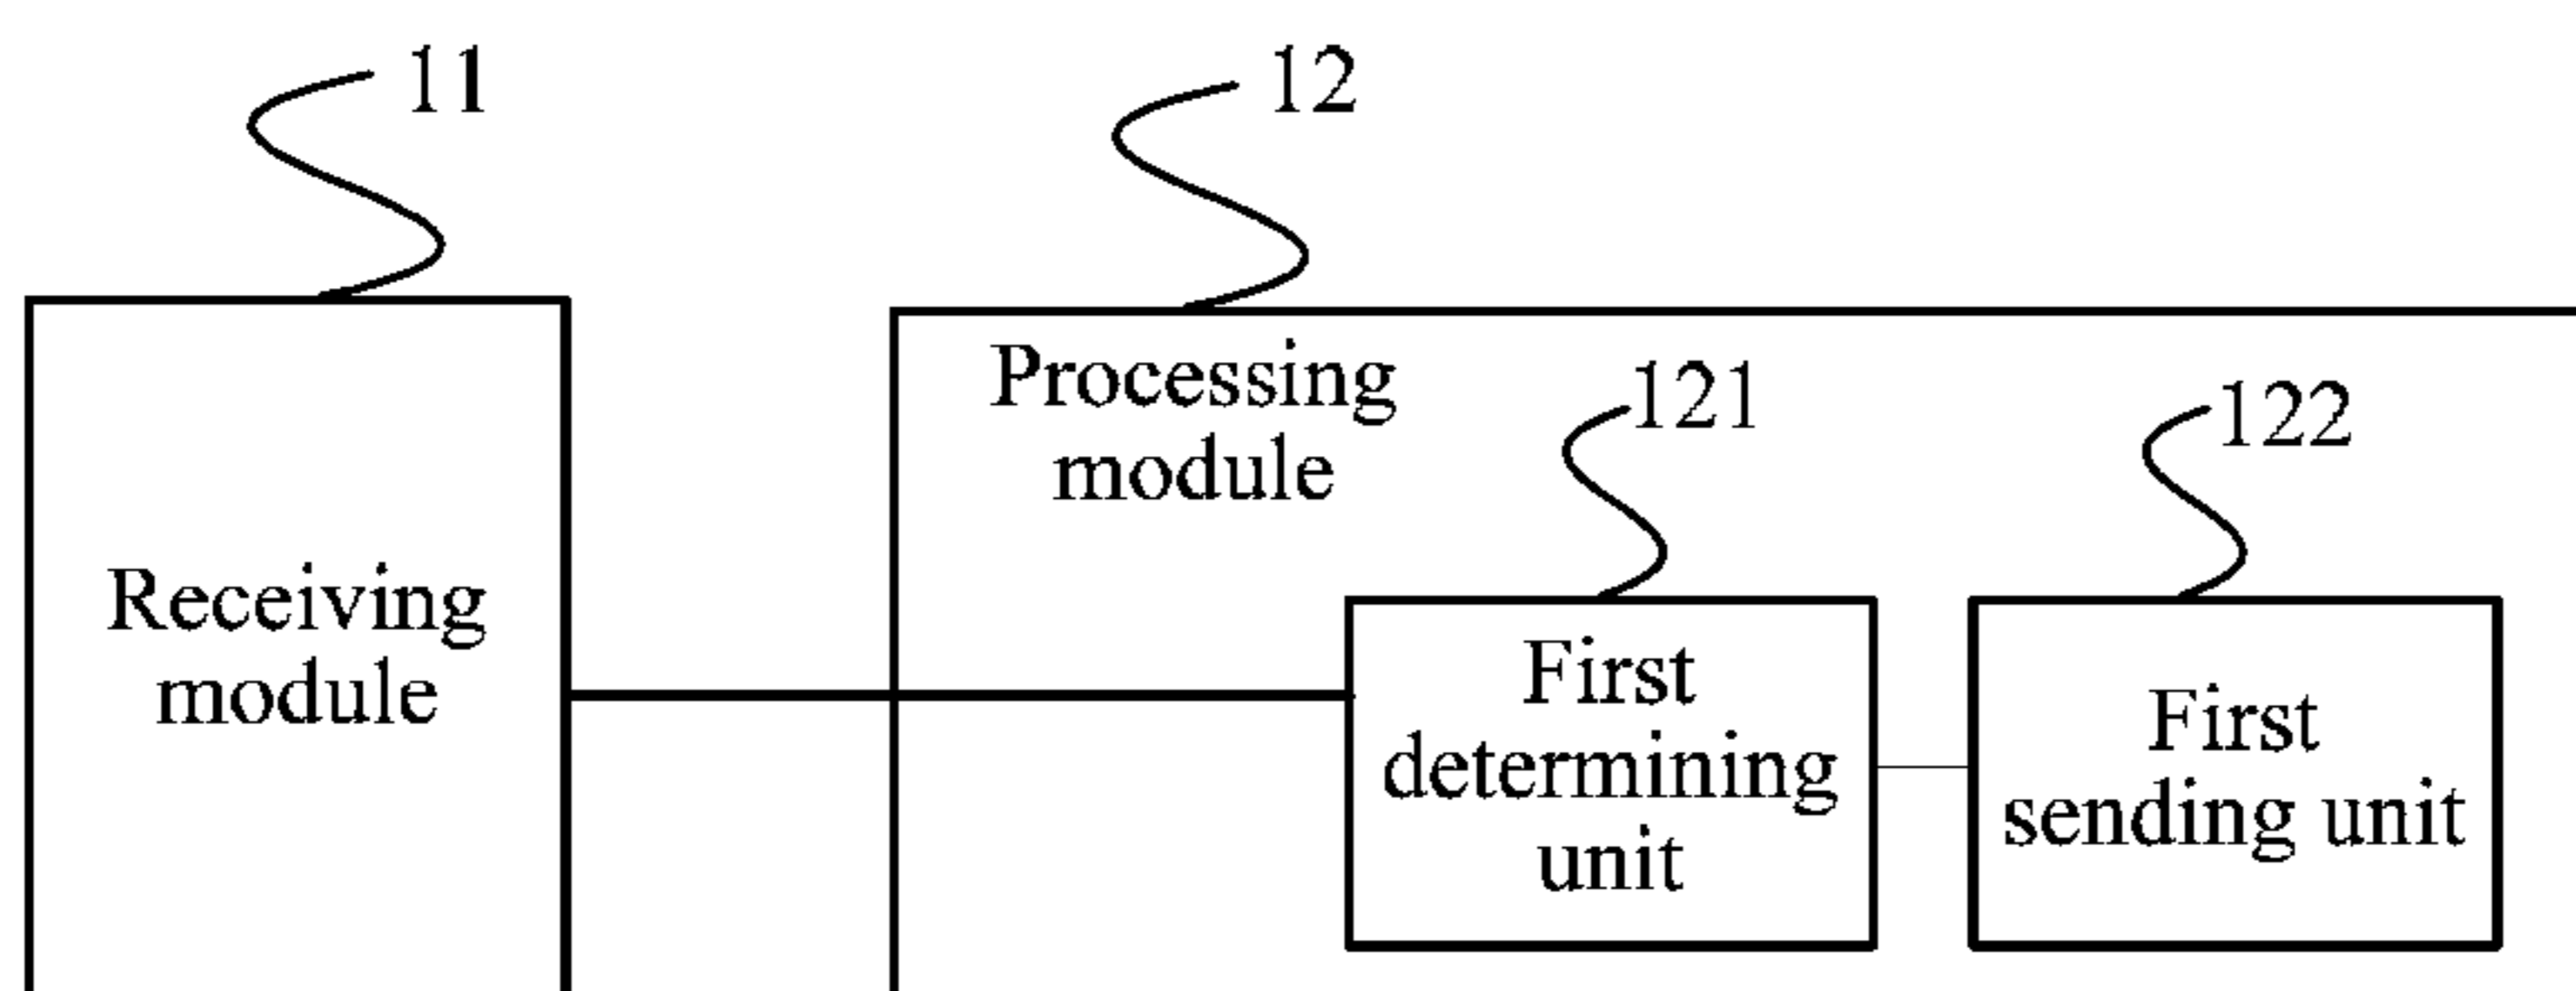 11
12
Processing
module
121
122
Receiving
module
First
determining
unit
First
sending unit